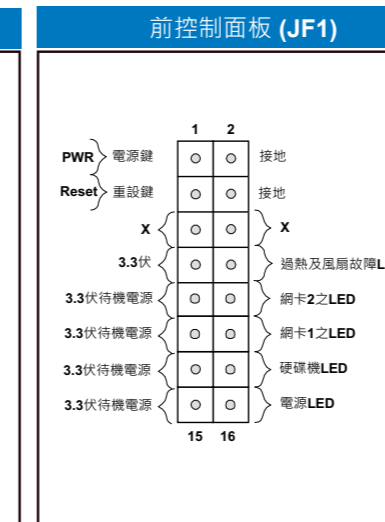 前控制面板 (JF1)
1 2
PWR 電源鍵 接地
Reset 重設鍵 接地
X X
3.3伏 過熱及風扇故障L
3.3伏待機電源 網卡2之LED
3.3伏待機電源 網卡1之LED
3.3伏待機電源 硬碟機LED
3.3伏待機電源 電源LED
15 16